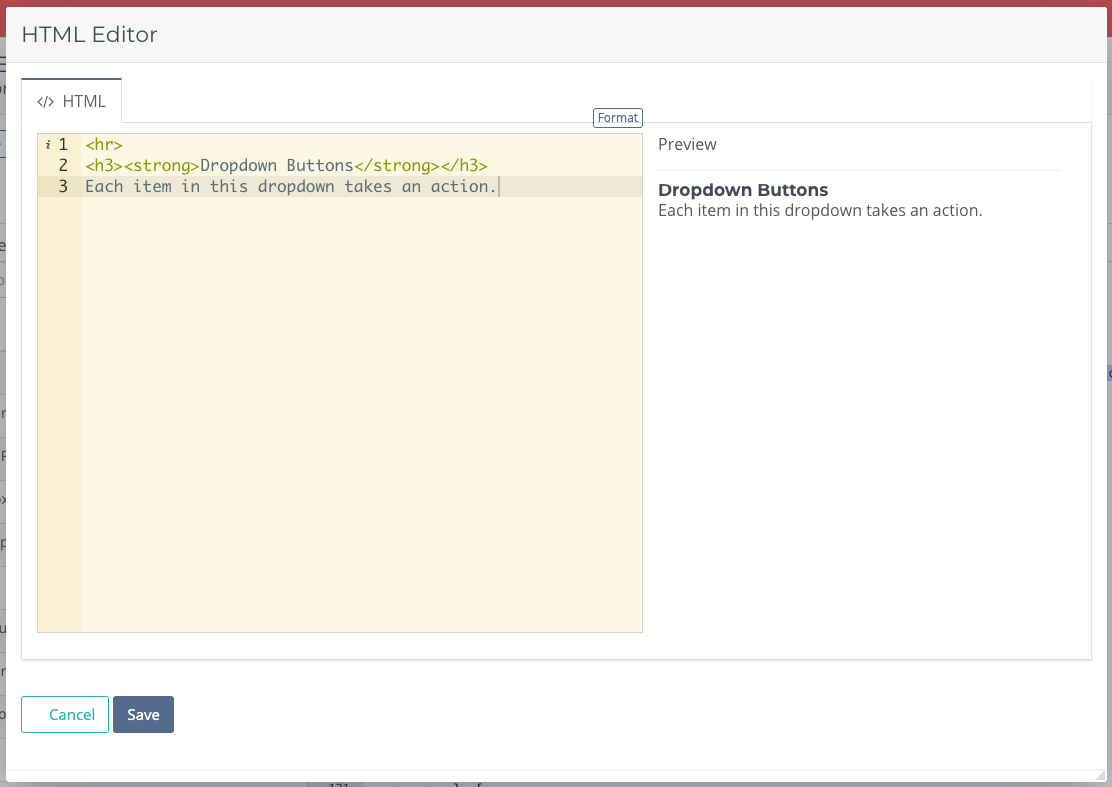 HTML Editor
</> HTML
Format
i 1 <hr>
2 <h3><strong>Dropdown Buttons</strong></h3>
3 Each item in this dropdown takes an action.
Preview
Dropdown Buttons
Each item in this dropdown takes an action.
Cancel
Save